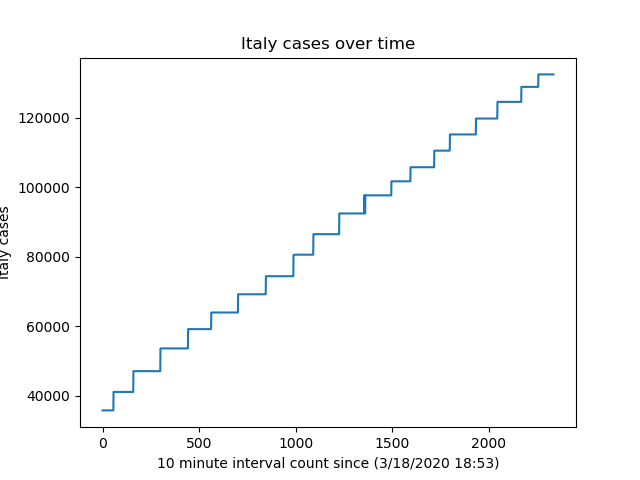 Italy cases over time
120000
100000
80000
60000
40000
Italy cases
0 500 1000 1500 2000
10 minute interval count since (3/18/2020 18:53)